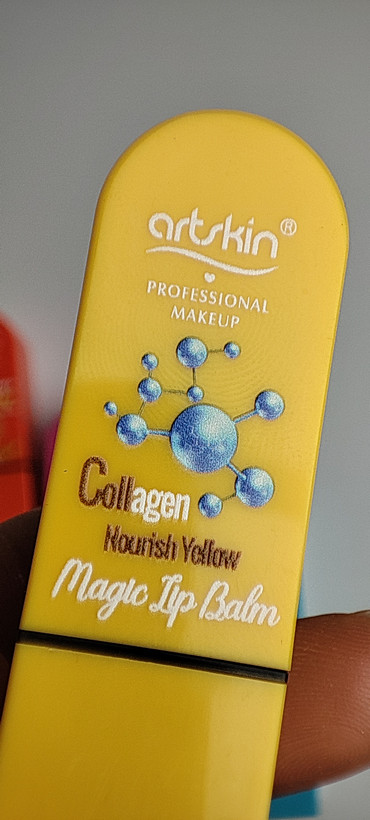 artskin®
PROFESSIONAL
MAKEUP
Collagen
Nourish Yellow
Magic Lip Balm